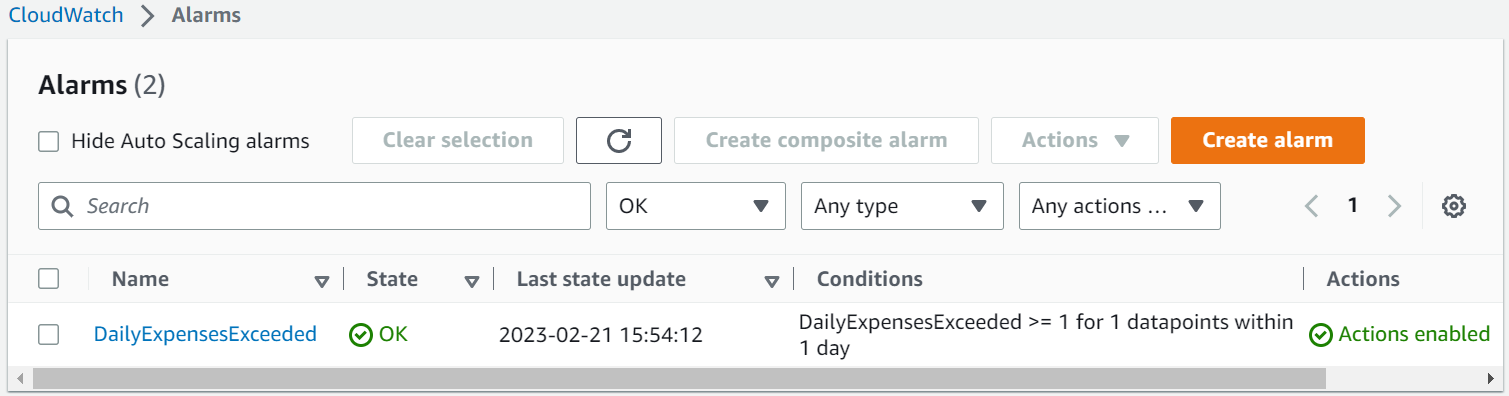 CloudWatch > Alarms
Alarms (2)
Hide Auto Scaling alarms Clear selection Create composite alarm Actions Create alarm
Search OK Any type Any actions ... 1
Name State Last state update Conditions Actions
DailyExpensesExceeded OK 2023-02-21 15:54:12 DailyExpensesExceeded >= 1 for 1 datapoints within Actions enabled
1 day